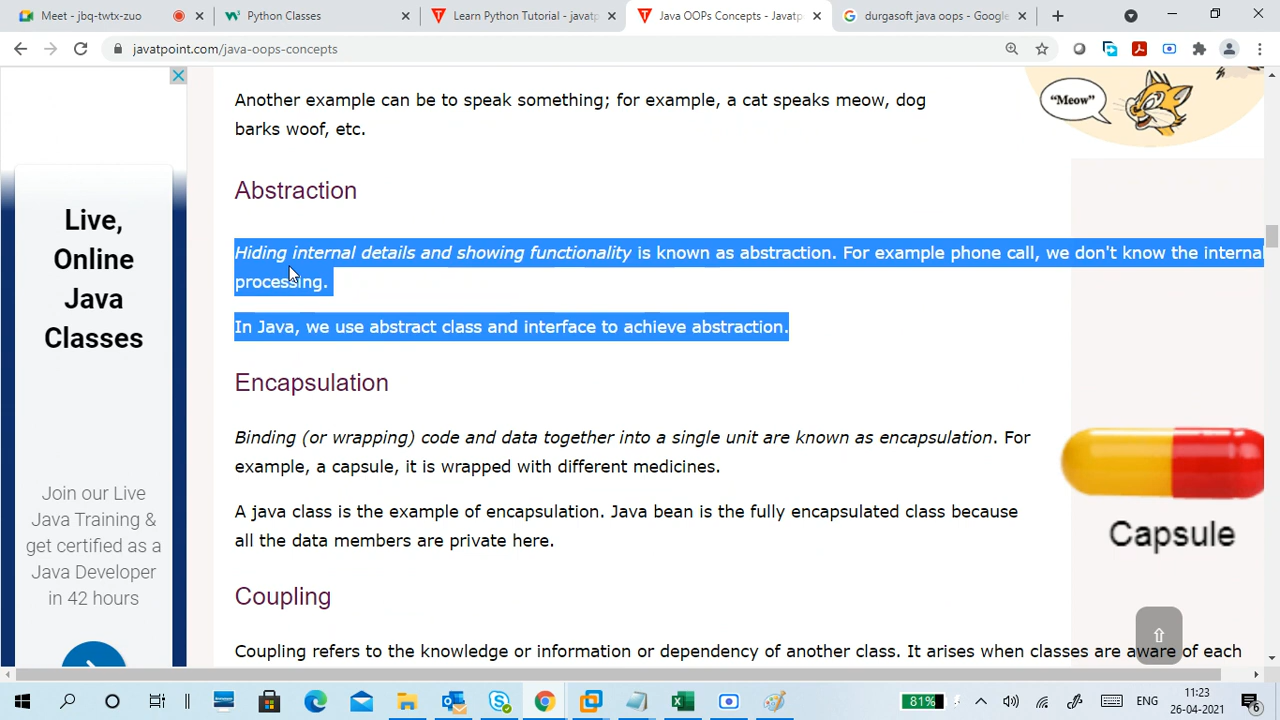 Meet - jbq-twtx-zuo
Python Classes
Learn Python Tutorial - javatp
Java OOPs Concepts - Javatp
durgasoft java oops - Google
javatpoint.com/java-oops-concepts
Another example can be to speak something; for example, a cat speaks meow, dog
barks woof, etc.
"Meow"
Abstraction
Hiding internal details and showing functionality is known as abstraction. For example phone call, we don't know the internal
processing.
In Java, we use abstract class and interface to achieve abstraction.
Encapsulation
Binding (or wrapping) code and data together into a single unit are known as encapsulation. For
example, a capsule, it is wrapped with different medicines.
A java class is the example of encapsulation. Java bean is the fully encapsulated class because
all the data members are private here.
Capsule
Coupling
Coupling refers to the knowledge or information or dependency of another class. It arises when classes are aware of each
Live,
Online
Java
Classes
Join our Live
Java Training &
get certified as a
Java Developer
in 42 hours
81%
ENG
11:23
26-04-2021
6